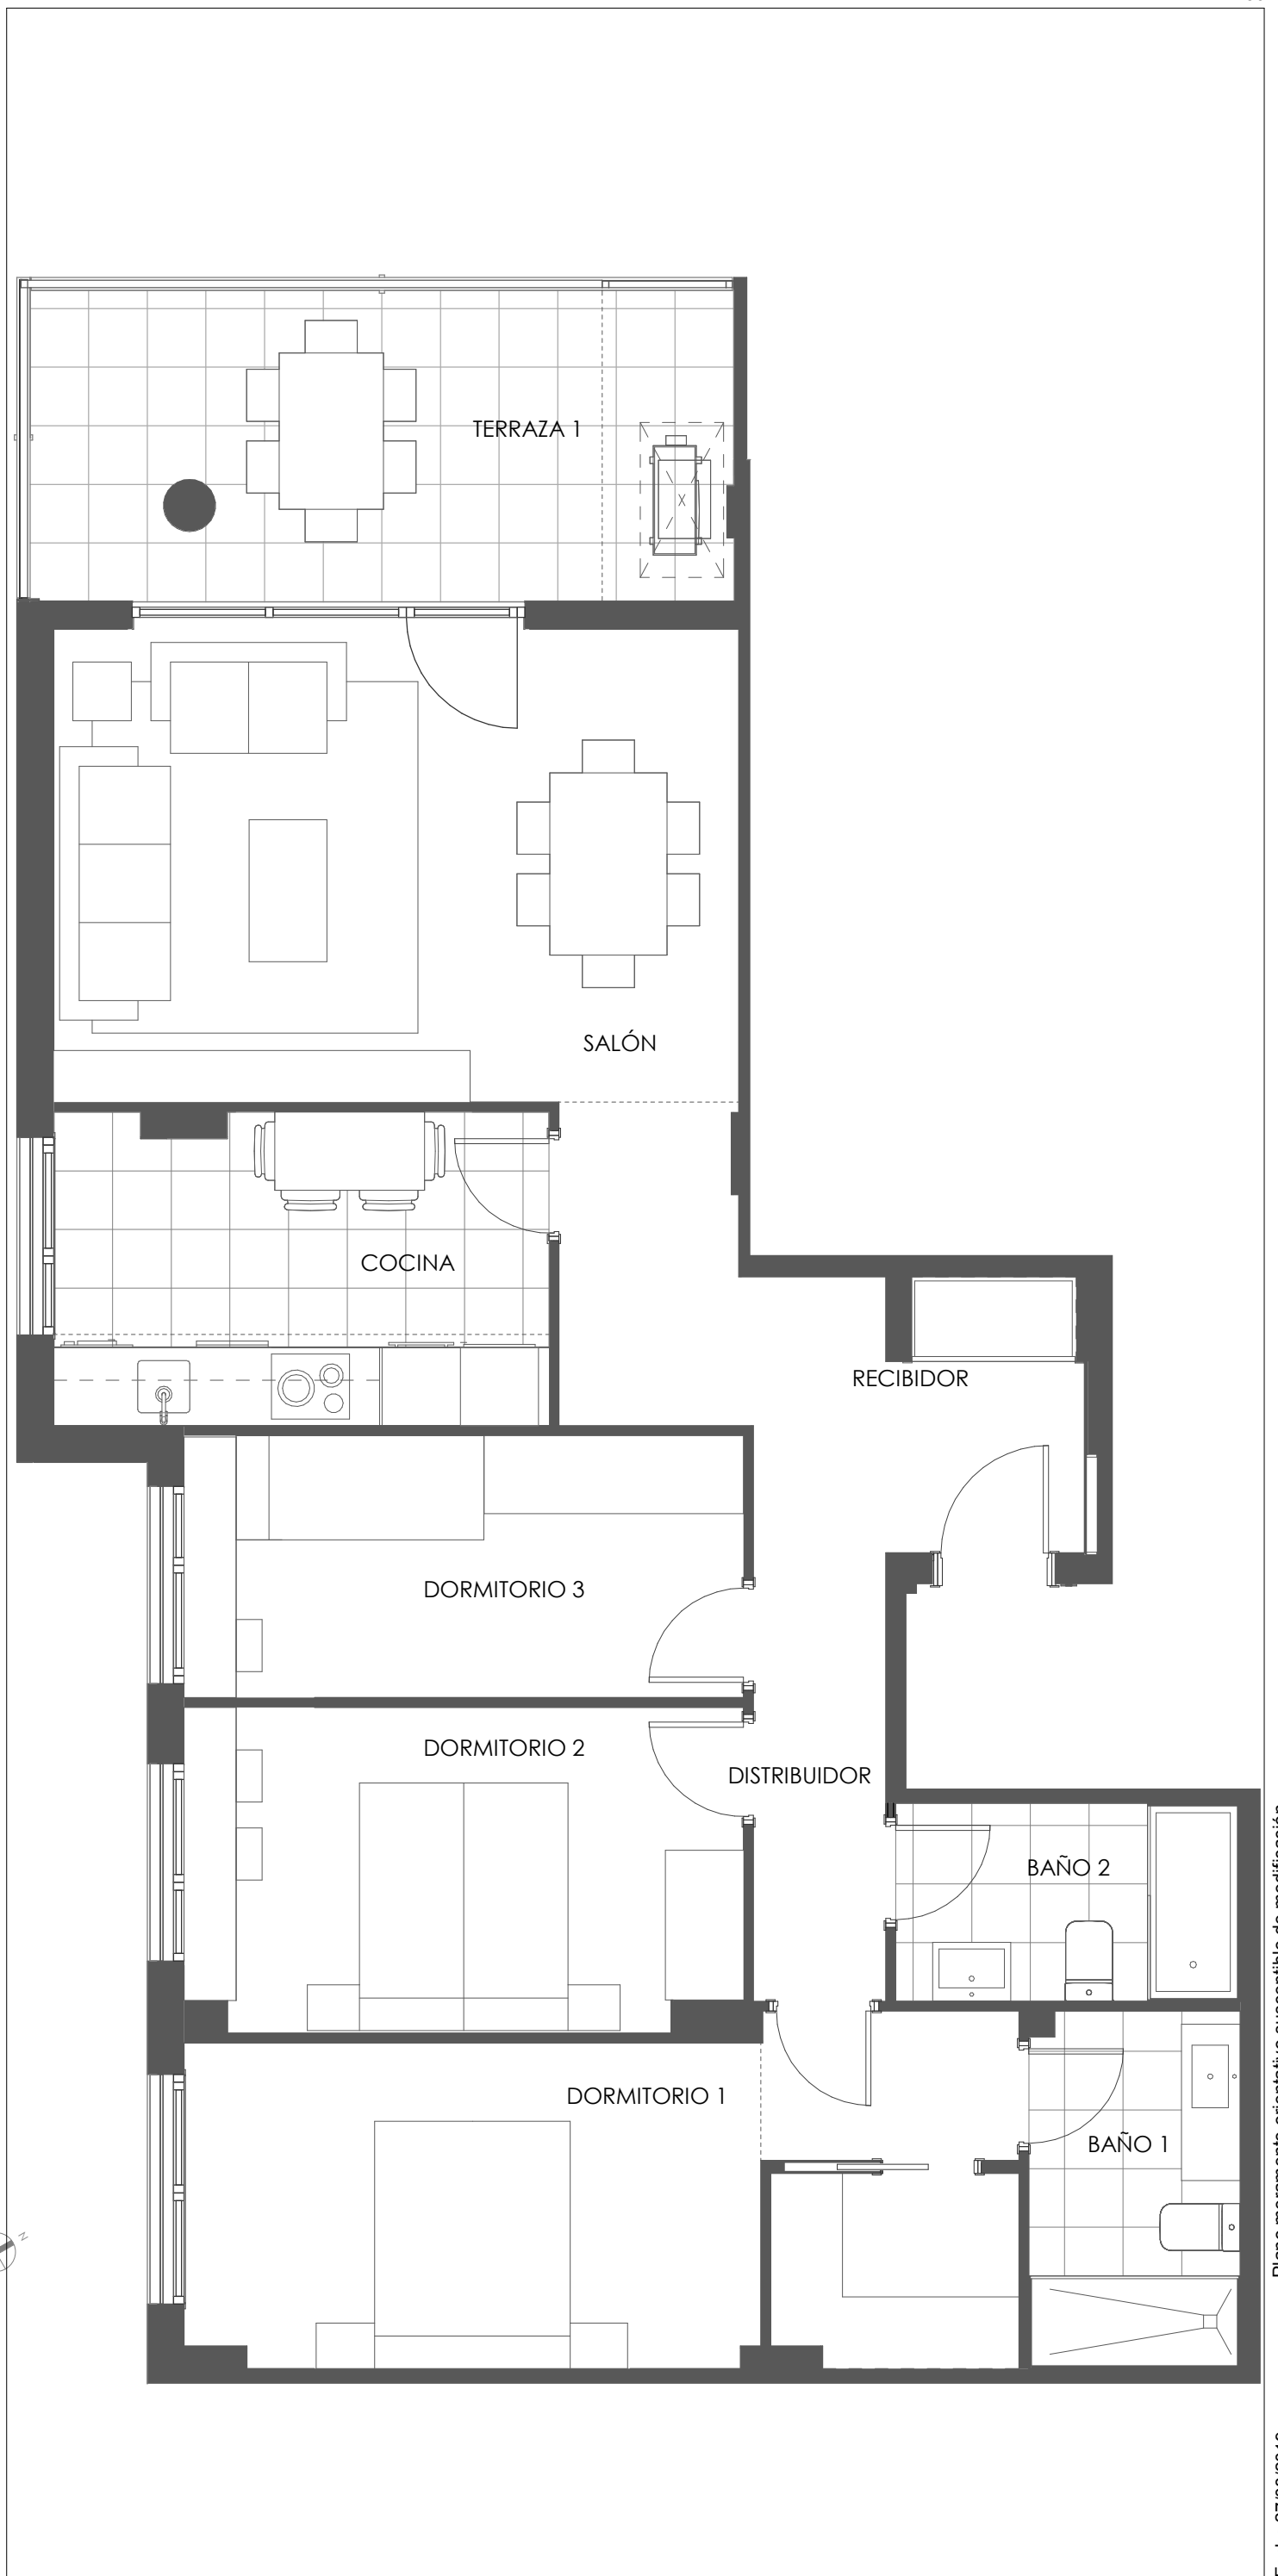 TERRAZA 1
SALÓN
COCINA
RECIBIDOR
DORMITORIO 3
DORMITORIO 2
DISTRIBUIDOR
BAÑO 2
DORMITORIO 1
BAÑO 1
N